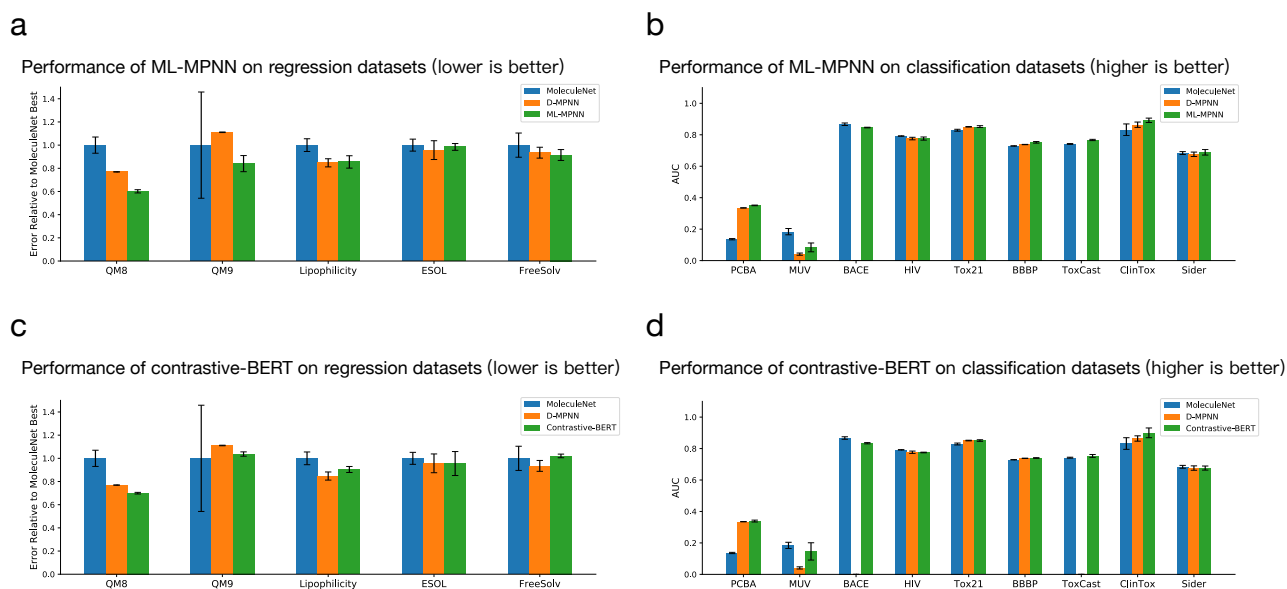 a
Performance of ML-MPNN on regression datasets (lower is better)
Error Relative to MoleculeNet Best
1.4
1.2
1.0
0.8
0.6
0.4
0.2
0.0
MoleculeNet
D-MPNN
ML-MPNN
QM8 QM9 Lipophilicity ESOL FreeSolv
b
Performance of ML-MPNN on classification datasets (higher is better)
AUC
1.0
0.8
0.6
0.4
0.2
0.0
MoleculeNet
D-MPNN
ML-MPNN
PCBA MUV BACE HIV Tox21 BBBP ToxCast ClinTox Sider
c
Performance of contrastive-BERT on regression datasets (lower is better)
Error Relative to MoleculeNet Best
1.4
1.2
1.0
0.8
0.6
0.4
0.2
0.0
MoleculeNet
D-MPNN
Contrastive-BERT
QM8 QM9 Lipophilicity ESOL FreeSolv
d
Performance of contrastive-BERT on classification datasets (higher is better)
AUC
1.0
0.8
0.6
0.4
0.2
0.0
MoleculeNet
D-MPNN
Contrastive-BERT
PCBA MUV BACE HIV Tox21 BBBP ToxCast ClinTox Sider